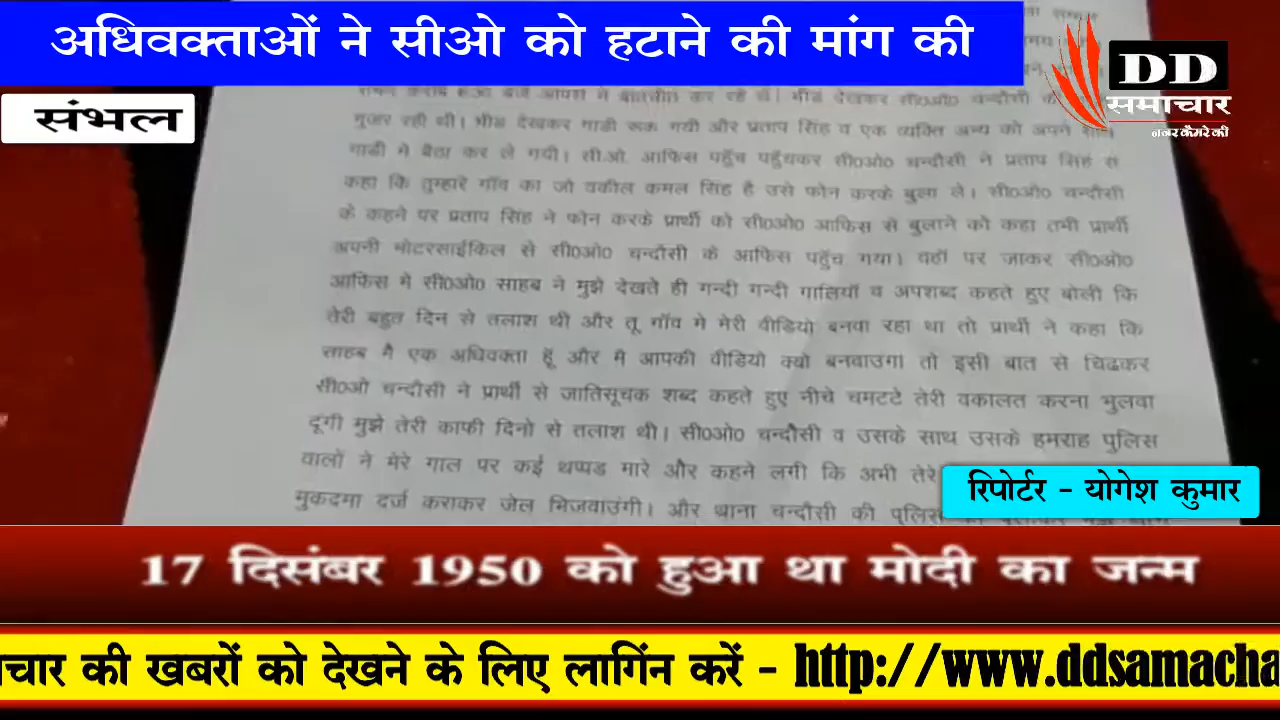 अधिवक्ताओं ने सीओ को हटाने की मांग की
संभल
DD
समाचार
नजर कैमरे की
गुजर रही थी। भीड देखकर गाडी रूक गयी और प्रताप सिंह व एक व्यक्ति अन्य को अपने
गाडी मे बैठा कर ले गयी। सी.ओ. आफिस पहुँच पहुँचकर सी0ओ0 चन्दौसी ने प्रताप सिंह से
कहा कि तुम्हारे गाँव का जो वकील कमल सिंह है उसे फोन करके बुला ले। सी0ओ0 चन्दौसी
के कहने पर प्रताप सिंह ने फोन करके प्रार्थी को सी0ओ0 आफिस से बुलाने को कहा तभी प्रार्थी
अपनी मोटरसाईकिल से सी0ओ0 चन्दौसी के आफिस पहुँच गया। वहाँ पर जाकर सी0ओ0
आफिस मे सी0ओ0 साहब ने मुझे देखते ही गन्दी गन्दी गालियाँ व अपशब्द कहते हुए बोली कि
तेरी बहुत दिन से तलाश थी और तू गाँव मे मेरी वीडियो बनवा रहा था तो प्रार्थी ने कहा कि
साहब मै एक अधिवक्ता हूँ और मै आपकी वीडियो क्यो बनवाउगा तो इसी बात से चिढकर
सी0ओ चन्दौसी ने प्रार्थी से जातिसूचक शब्द कहते हुए नीचे चमटटे तेरी वकालत करना भुलवा
दूंगी मुझे तेरी काफी दिनो से तलाश थी। सी0ओ0 चन्दौसी व उसके साथ उसके हमराह पुलिस
वालों ने मेरे गाल पर कई थप्पड मारे और कहने लगी कि अभी तेरे
मुकदमा दर्ज कराकर जेल भिजवाउंगी। और थाना चन्दौसी की पुलिस
रिपोर्टर - योगेश कुमार
17 दिसंबर 1950 को हुआ था मोदी का जन्म
चार की खबरों को देखने के लिए लागिंन करें - http://www.ddsamacha